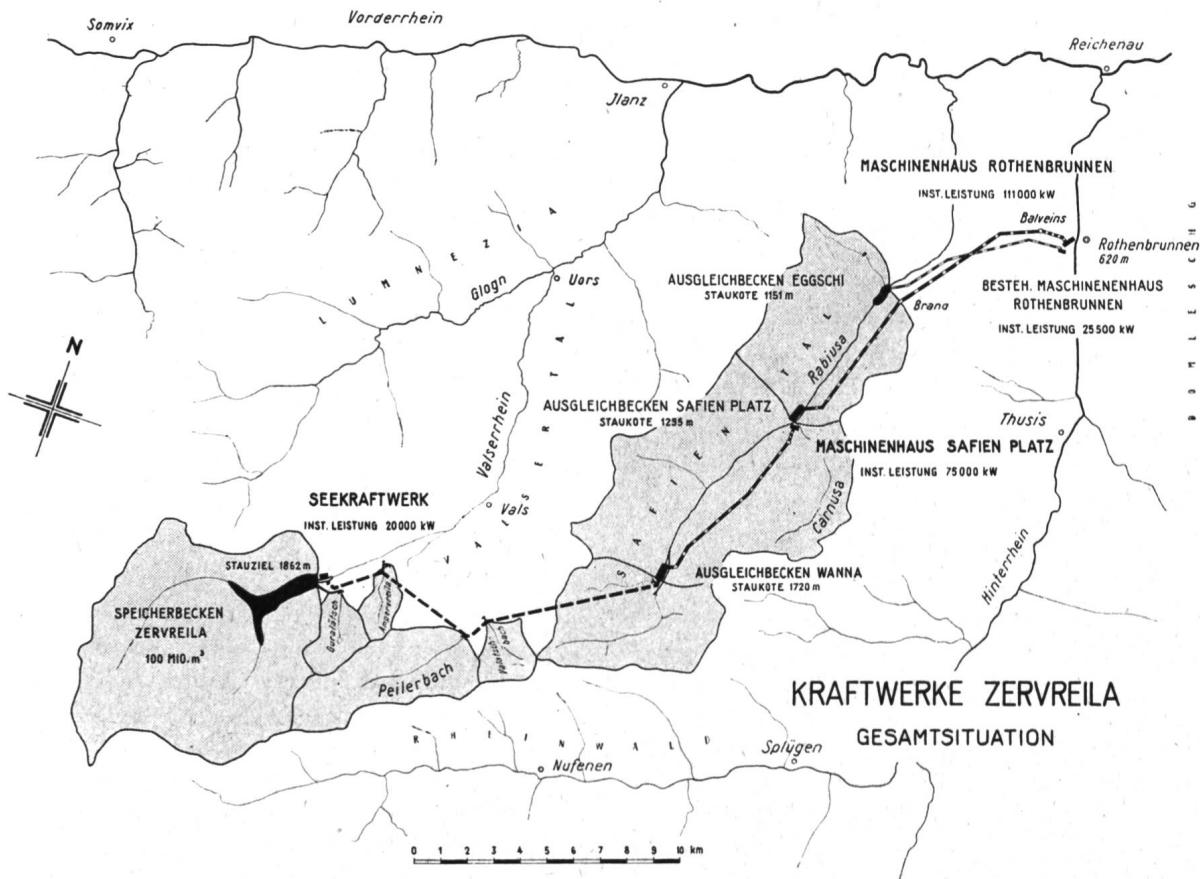 Somvix
Vorderrhein
Reichenau
Jlanz
MASCHINENHAUS ROTHENBRUNNEN
INST. LEISTUNG 111000 kW
Balveins
Rothenbrunnen
620 m
BESTEH. MASCHINENENHAUS
ROTHENBRUNNEN
INST. LEISTUNG 25500 kW
DOMLESCHG
LUMNEZIA
Glogn
Uors
AUSGLEICHBECKEN EGGSCHI
STAUKOTE 1151 m
Brana
Rabiusa
N
VALSERTAL
Valserrhein
AUSGLEICHBECKEN SAFIEN PLATZ
STAUKOTE 1295 m
SAFIENTAL
Thusis
MASCHINENHAUS SAFIEN PLATZ
INST. LEISTUNG 75000 kW
Carnusa
SEEKRAFTWERK
INST. LEISTUNG 20000 kW
Vals
STAUZIEL 1862 m
AUSGLEICHBECKEN WANNA
STAUKOTE 1720 m
Hinterrhein
SPEICHERBECKEN
ZERVREILA
100 MIO. m³
Peilerbach
KRAFTWERKE ZERVREILA
GESAMTSITUATION
RHEINWALD
Splügen
Nufenen
0 1 2 3 4 5 6 7 8 9 10 km